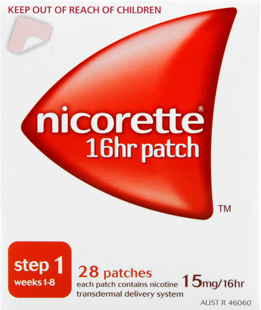 KEEP OUT OF REACH OF CHILDREN
nicorette®
16hr patch
TM
step 1
weeks 1-8
28 patches
each patch contains nicotine 15mg/16hr
transdermal delivery system
AUST R 46060